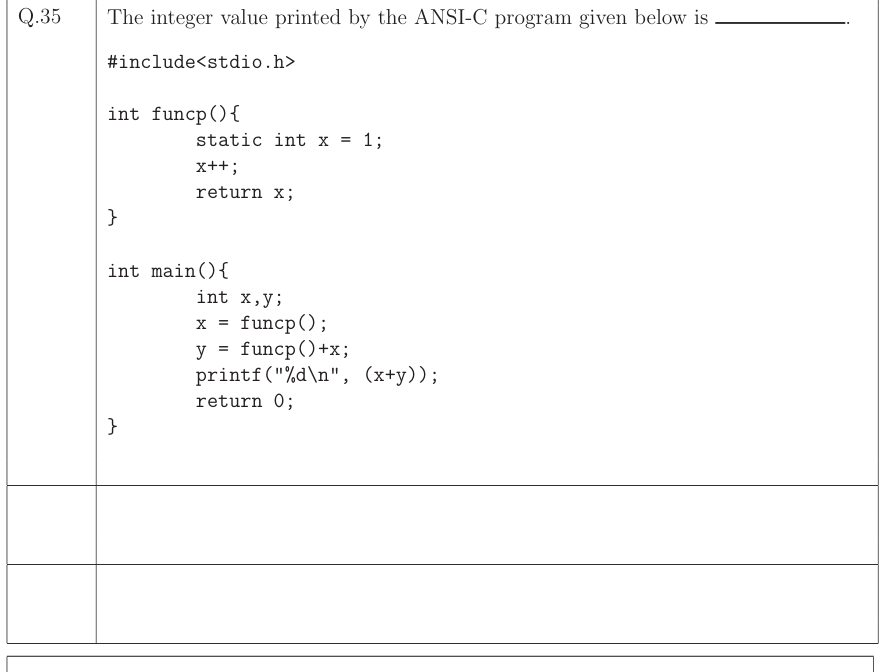 Q.35 The integer value printed by the ANSI-C program given below is ____________.
#include<stdio.h>
int funcp(){
static int x = 1;
x++;
return x;
}
int main(){
int x,y;
x = funcp();
y = funcp()+x;
printf("%d\n", (x+y));
return 0;
}